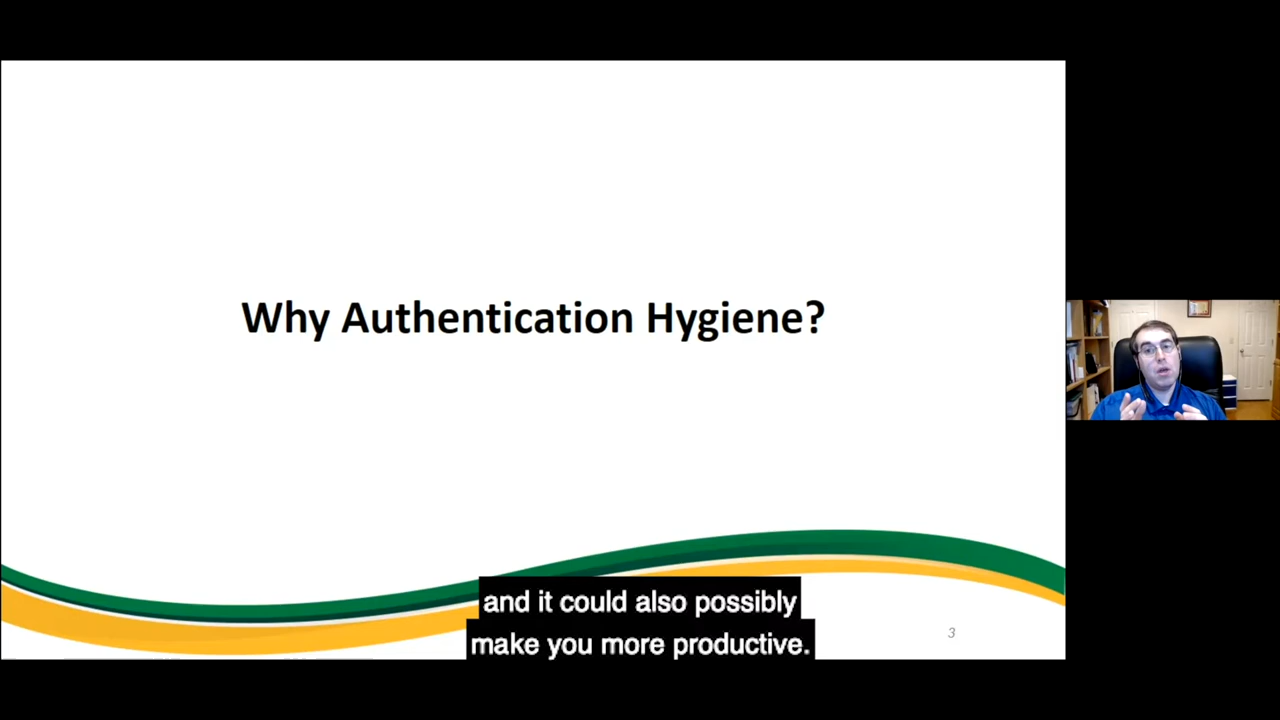 Why Authentication Hygiene?
and it could also possibly
make you more productive.
3